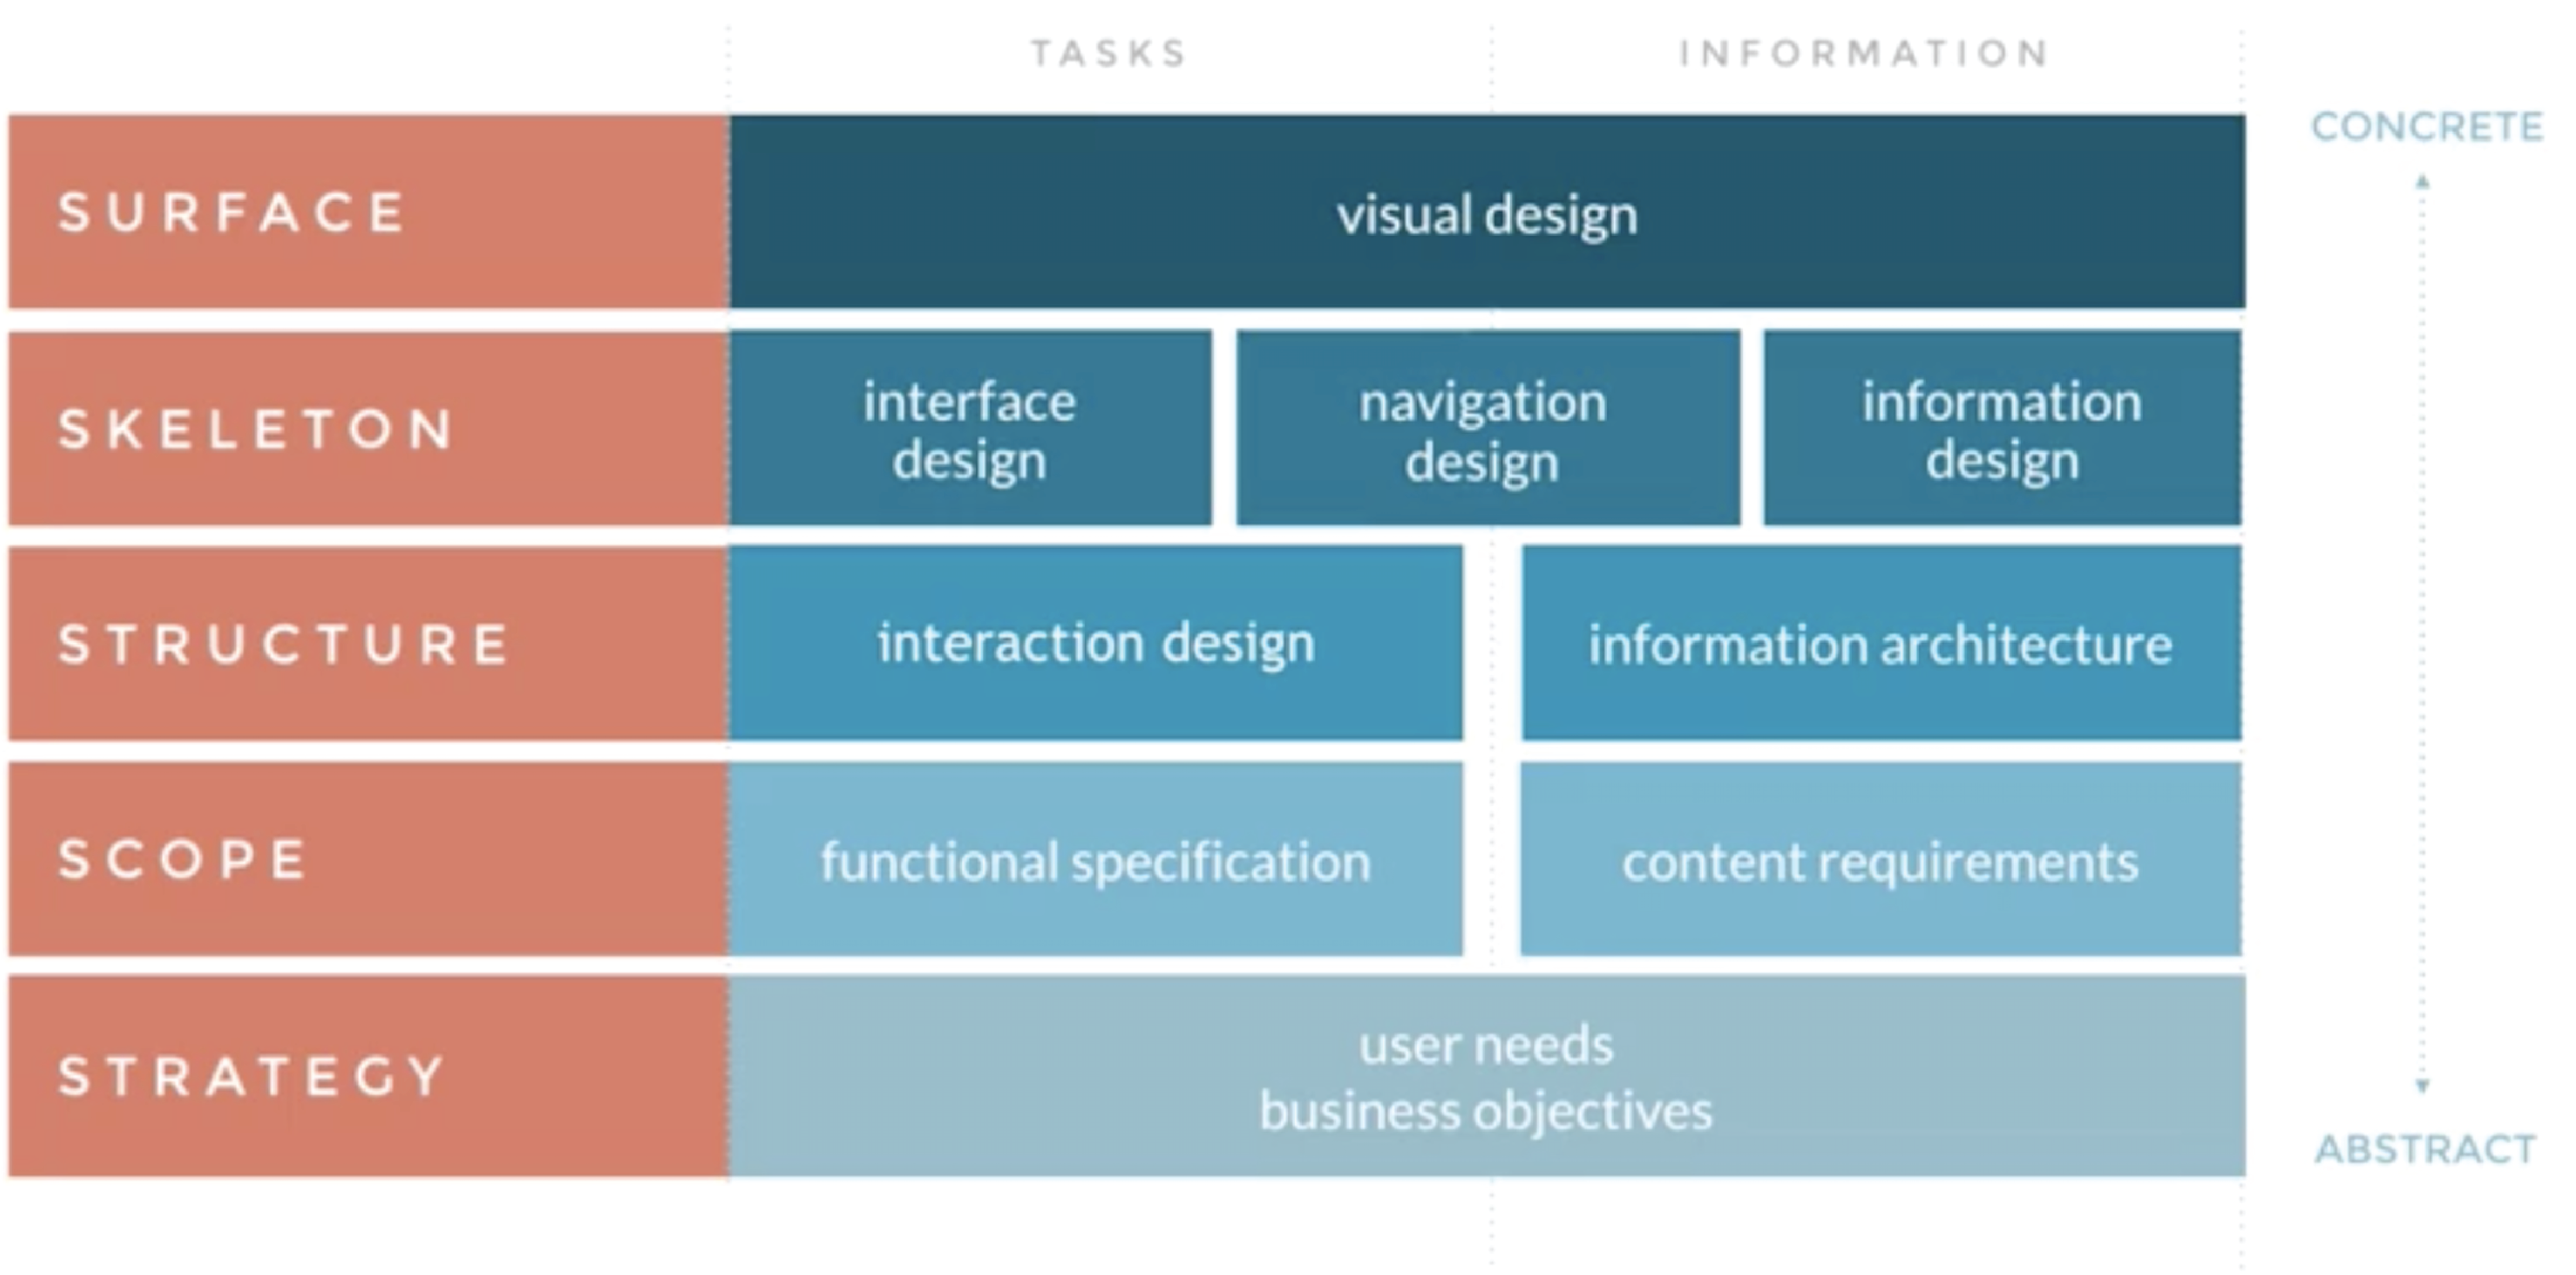 TASKS
INFORMATION
CONCRETE
SURFACE
visual design
SKELETON
interface
design
navigation
design
information
design
STRUCTURE
interaction design
information architecture
SCOPE
functional specification
content requirements
STRATEGY
user needs
business objectives
ABSTRACT